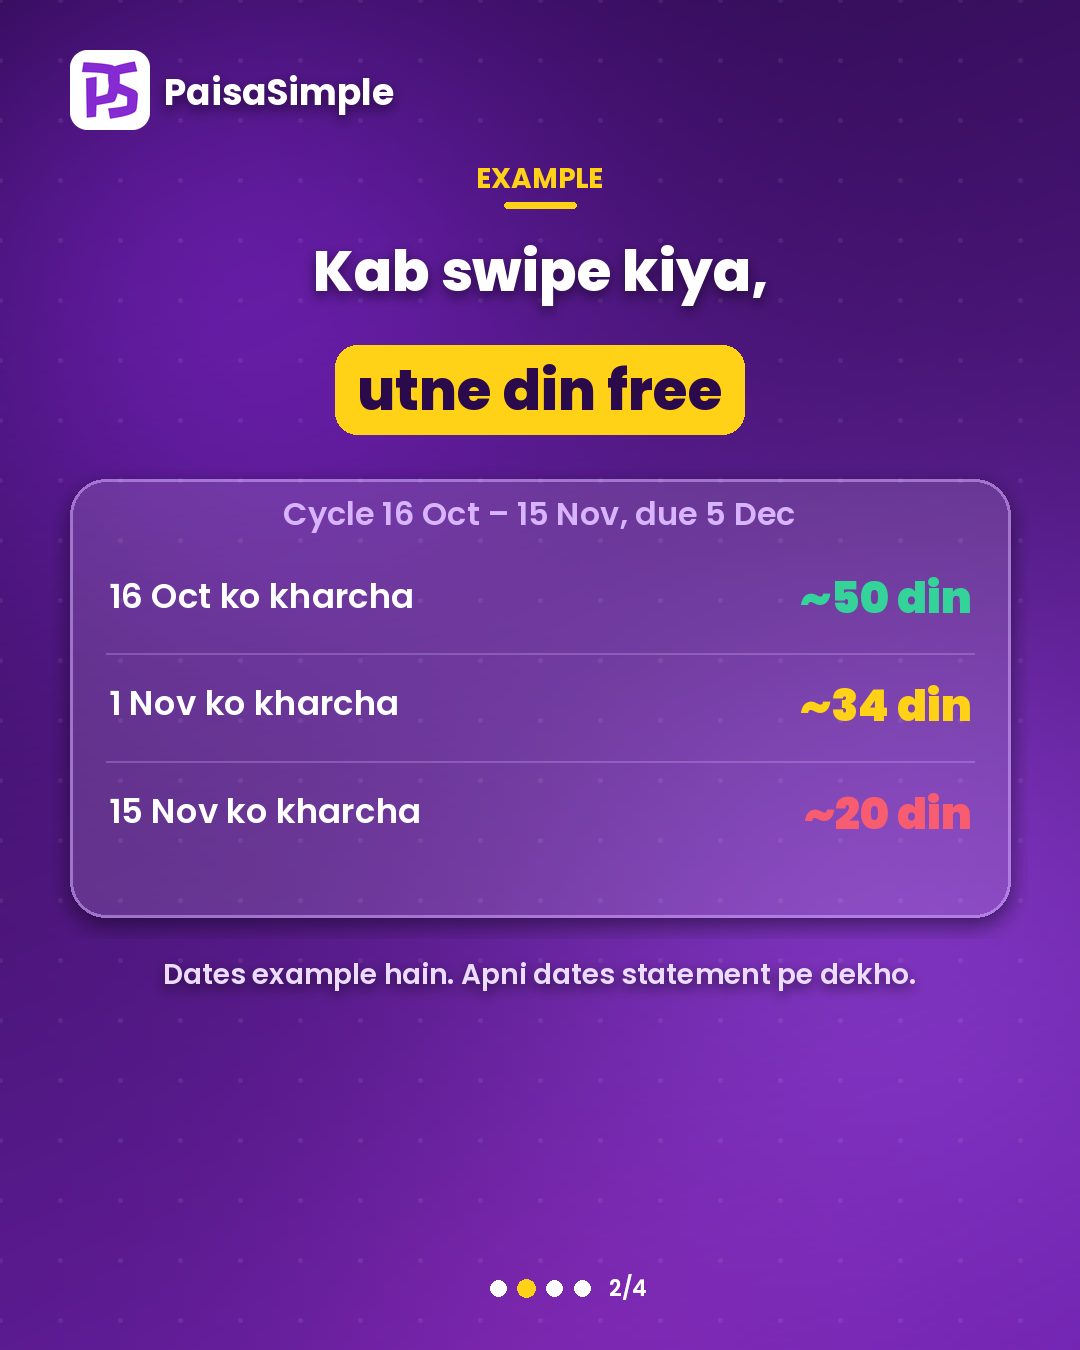 PS
PaisaSimple
EXAMPLE
Kab swipe kiya,
utne din free
Cycle 16 Oct – 15 Nov, due 5 Dec
16 Oct ko kharcha ~50 din
1 Nov ko kharcha ~34 din
15 Nov ko kharcha ~20 din
Dates example hain. Apni dates statement pe dekho.
2/4